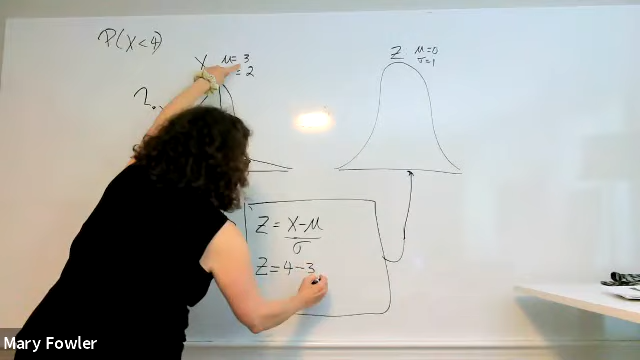 P(X<4)
X μ=3
=2
Z μ=0
σ=1
Z = X-μ
σ
Z = 4-3
Mary Fowler